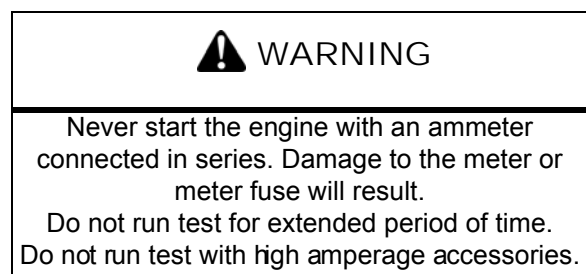 WARNING
Never start the engine with an ammeter
connected in series. Damage to the meter or
meter fuse will result.
Do not run test for extended period of time.
Do not run test with high amperage accessories.